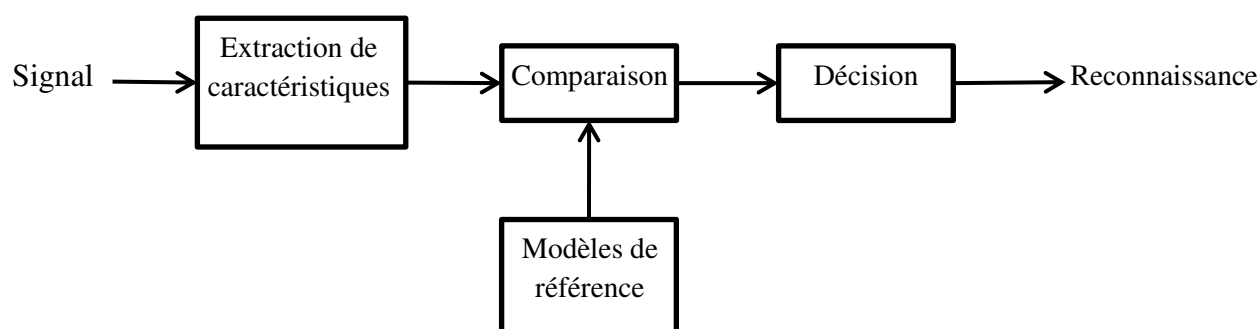 Signal
Extraction de
caractéristiques
Comparaison
Décision
Reconnaissance
Modèles de
référence